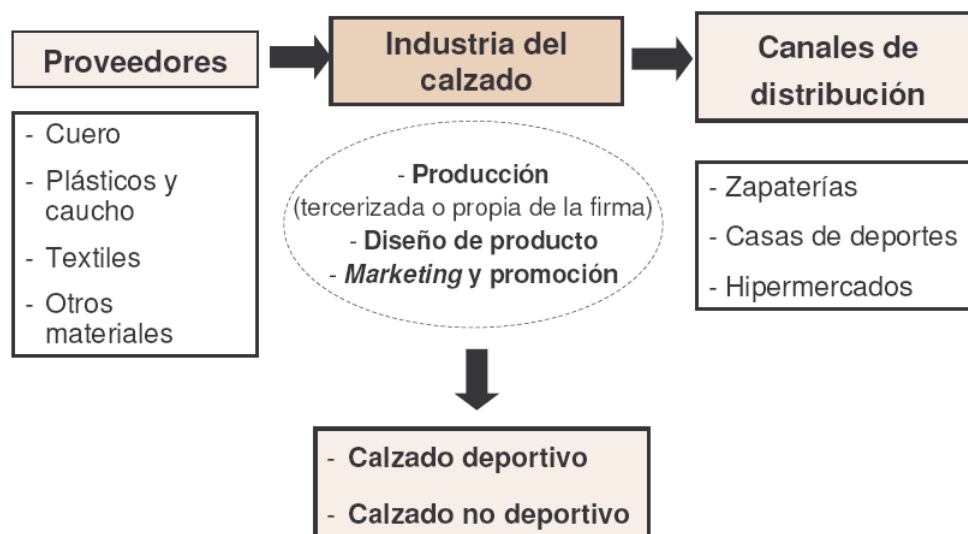 Proveedores
- Cuero
- Plásticos y
caucho
- Textiles
- Otros
materiales
Industria del
calzado
- Producción
(tercerizada o propia de la firma)
- Diseño de producto
- Marketing y promoción
- Calzado deportivo
- Calzado no deportivo
Canales de
distribución
- Zapaterías
- Casas de deportes
- Hipermercados